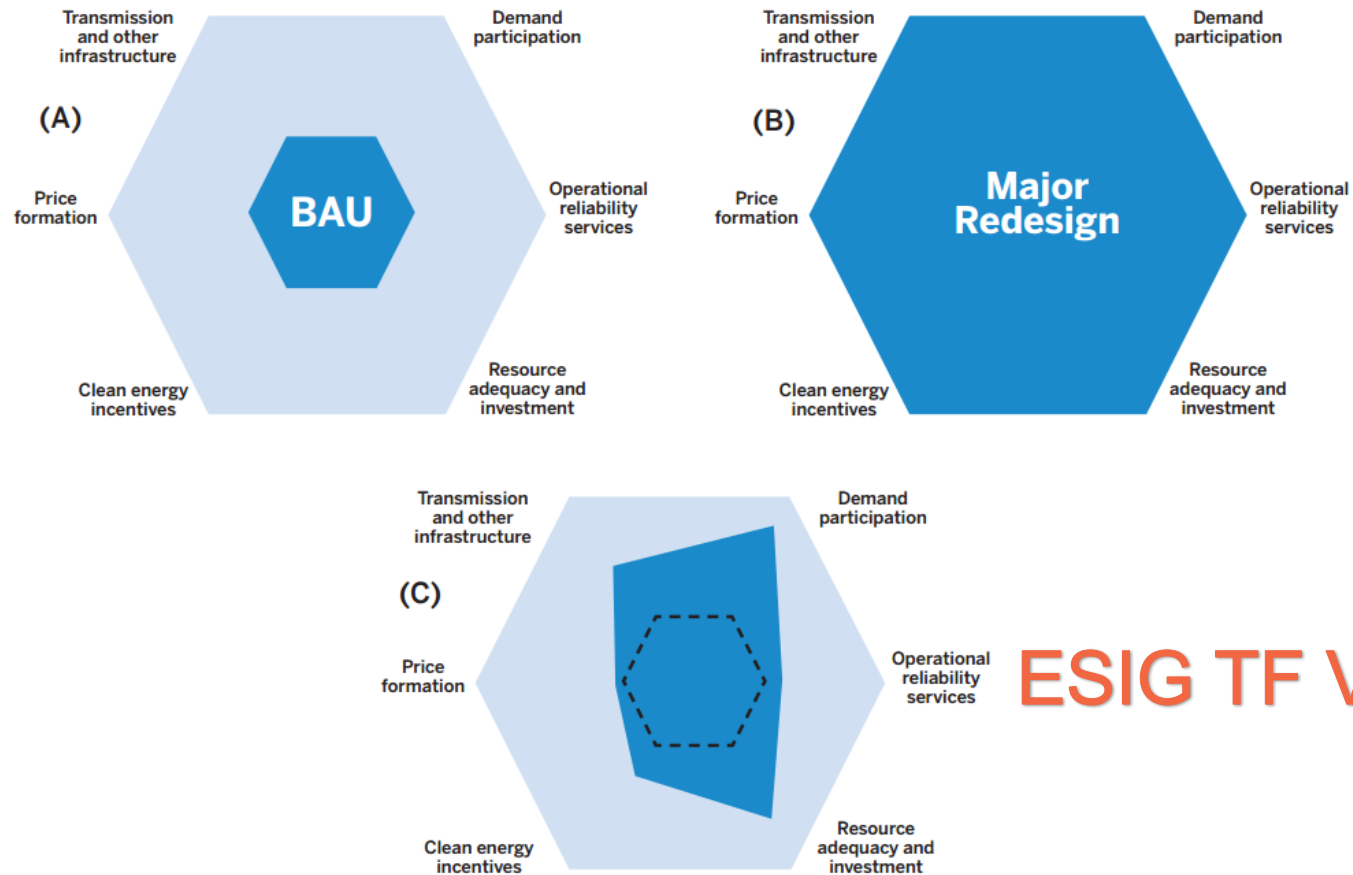 Transmission
and other
infrastructure
Demand
participation
(A)
Price
formation
BAU
Operational
reliability
services
Clean energy
incentives
Resource
adequacy and
investment
Transmission
and other
infrastructure
Demand
participation
(B)
Price
formation
Major
Redesign
Operational
reliability
services
Clean energy
incentives
Resource
adequacy and
investment
Transmission
and other
infrastructure
Demand
participation
(C)
Price
formation
Operational
reliability
services
ESIG TF
Clean energy
incentives
Resource
adequacy and
investment